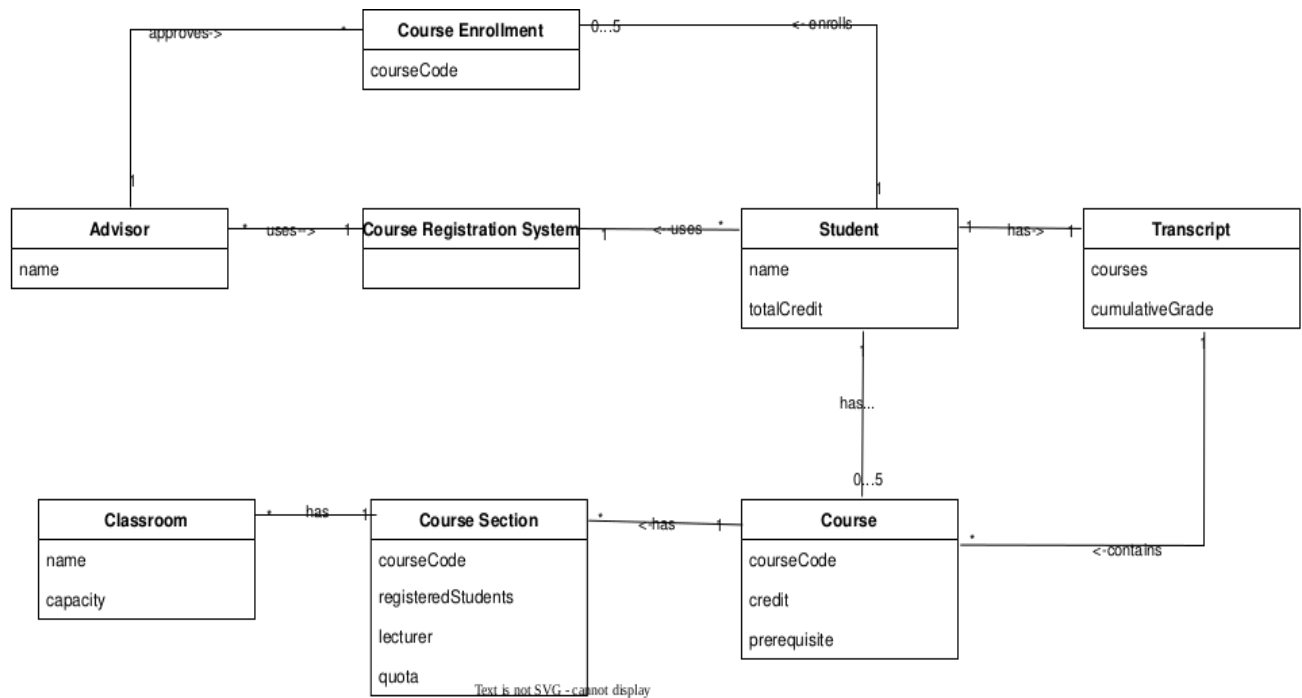 approves->
*
Course Enrollment
0...5
<-enrolls
courseCode
1
1
Advisor
*
uses-->
1
Course Registration System
1
<-uses
*
Student
1
has->
1
Transcript
name
name
courses
totalCredit
cumulativeGrade
1
1
has...
0...5
Classroom
*
has
1
Course Section
*
<-has
1
Course
*
<-contains
name
courseCode
courseCode
capacity
registeredStudents
credit
lecturer
prerequisite
quota
Text is not SVG - cannot display